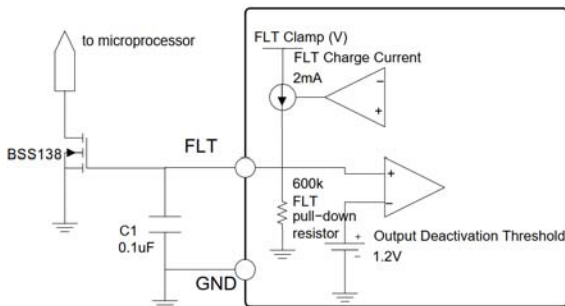 to microprocessor
FLT Clamp (V)
FLT Charge Current
2mA
−
+
BSS138
FLT
C1
0.1uF
600k
FLT
pull−down
resistor
+
−
+
−
Output Deactivation Threshold
1.2V
GND